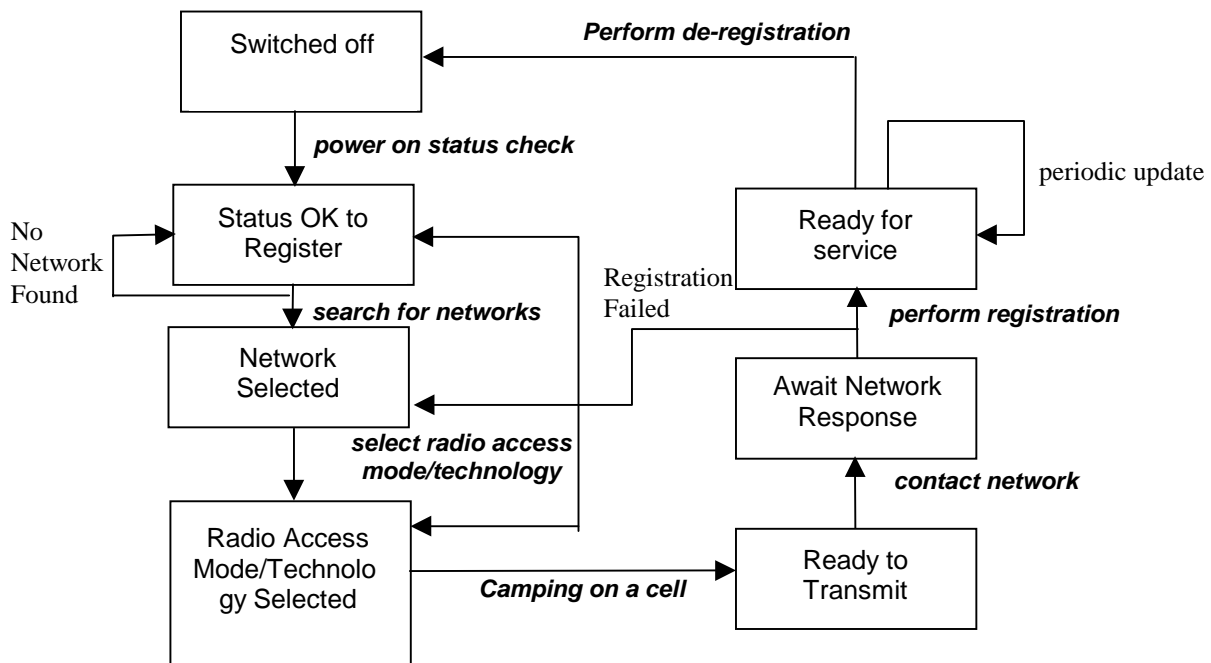 Switched off
Perform de-registration
power on status check
periodic update
Status OK to
Register
Ready for
service
No
Network
Found
Registration
Failed
search for networks
perform registration
Network
Selected
Await Network
Response
select radio access
mode/technology
contact network
Radio Access
Mode/Technolo
gy Selected
Ready to
Transmit
Camping on a cell